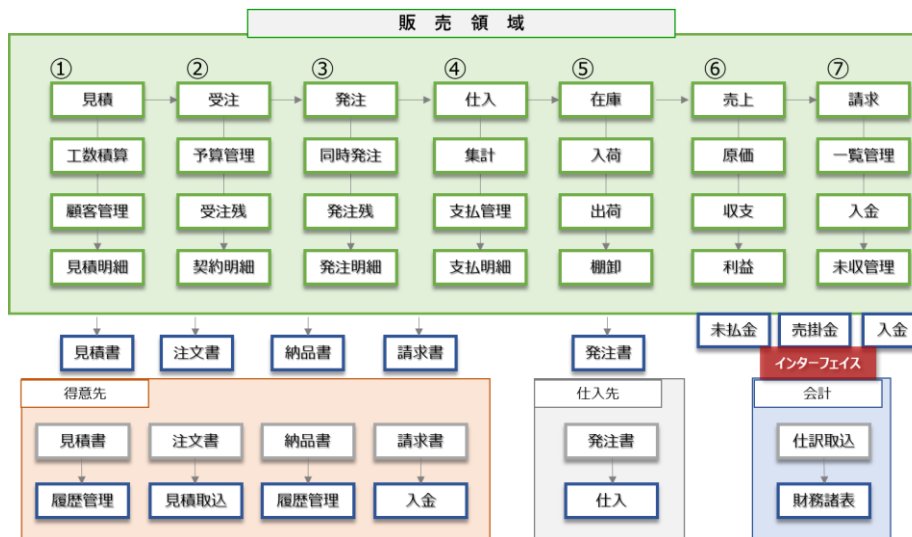 販売領域
① ② ③ ④ ⑤ ⑥ ⑦
見積 受注 発注 仕入 在庫 売上 請求
工数積算 予算管理 同時発注 集計 入荷 原価 一覧管理
顧客管理 受注残 発注残 支払管理 出荷 収支 入金
見積明細 契約明細 発注明細 支払明細 棚卸 利益 未収管理
未払金 売掛金 入金
見積書 注文書 納品書 請求書 発注書
インターフェイス
得意先 仕入先 会計
見積書 注文書 納品書 請求書 発注書 仕訳取込
履歴管理 見積取込 履歴管理 入金 仕入 財務諸表